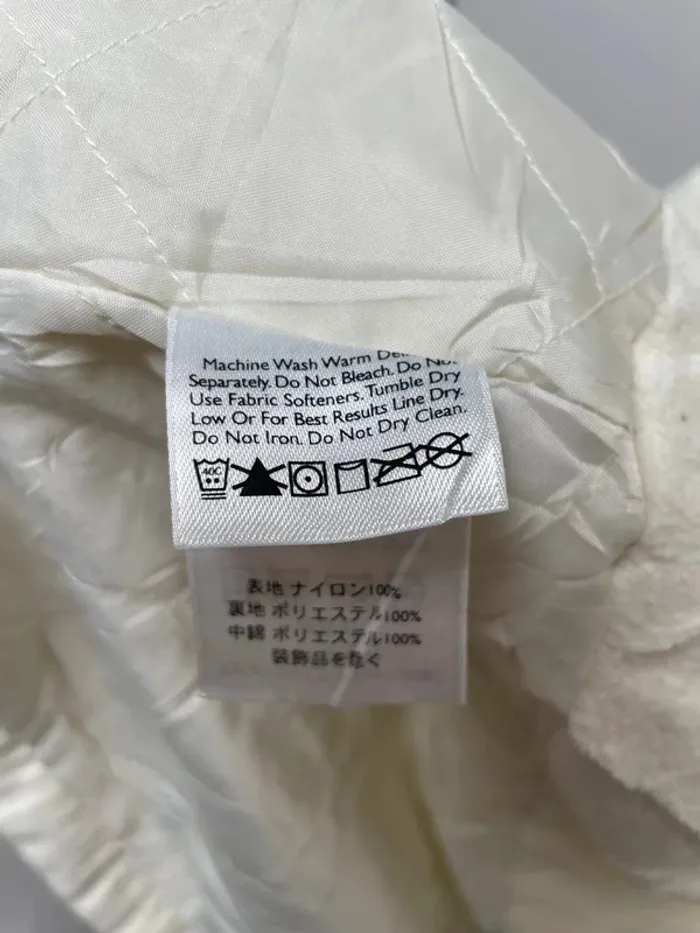 Machine Wash Warm
Separately. Do Not Bleach. Do
Use Fabric Softeners. Tumble Dry
Low Or For Best Results Line Dry.
Do Not Iron. Do Not Dry Clean.
40C
表地 ナイロン100%
裏地 ポリエステル100%
中綿 ポリエステル100%
装飾品を除く